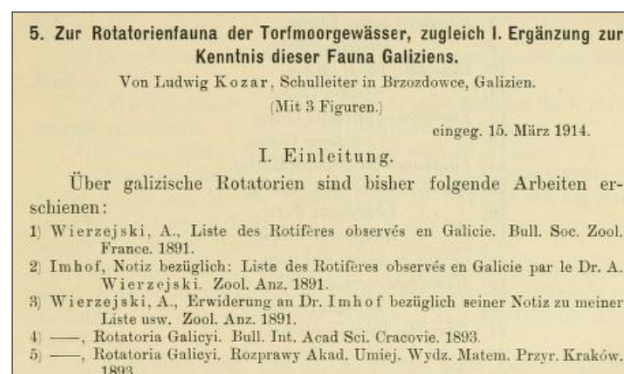 5. Zur Rotatorienfauna der Torfmoorgewässer, zugleich I. Ergänzung zur
Kenntnis dieser Fauna Galiziens.
Von Ludwig Kozar, Schulleiter in Brzozdowce, Galizien.
(Mit 3 Figuren.)
eingeg. 15. März 1914.
I. Einleitung.
Über galizische Rotatorien sind bisher folgende Arbeiten er-
schienen:
1) Wierzejski, A., Liste des Rotifères observés en Galicie. Bull. Soc. Zool.
France. 1891.
2) Imhof, Notiz bezüglich: Liste des Rotifères observés en Galicie par le Dr. A.
Wierzejski. Zool. Anz. 1891.
3) Wierzejski, A., Erwiderung an Dr. Imhof bezüglich seiner Notiz zu meiner
Liste usw. Zool. Anz. 1891.
4) ——, Rotatoria Galicyi. Bull. Int. Acad Sci. Cracovie. 1893.
5) ——, Rotatoria Galicyi. Rozprawy Akad. Umiej. Wydz. Matem. Przyr. Kraków.
1893